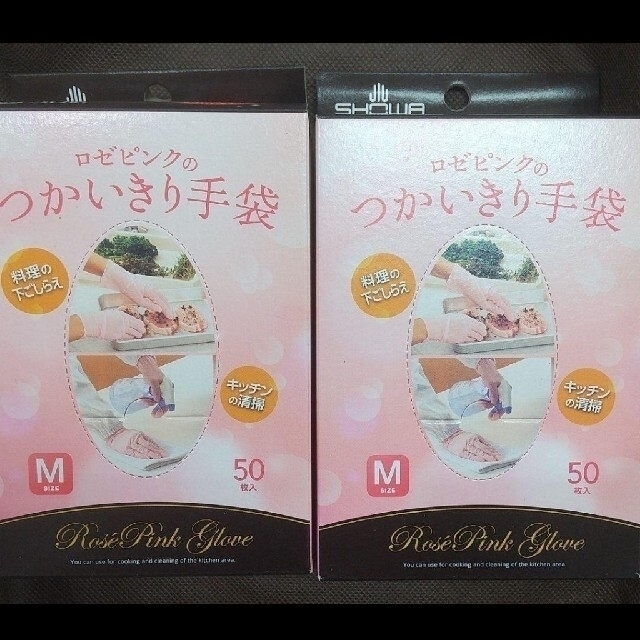 ロゼピンクの
つかいきり手袋
料理の
下ごしらえ
キッチン
の清掃
M
SIZE
50
枚入
Rosé Pink Glove
You can use for cooking and cleaning of the kitchen area.
SHOWA
ロゼピンクの
つかいきり手袋
料理の
下ごしらえ
キッチン
の清掃
M
SIZE
50
枚入
Rosé Pink Glove
You can use for cooking and cleaning of the kitchen area.